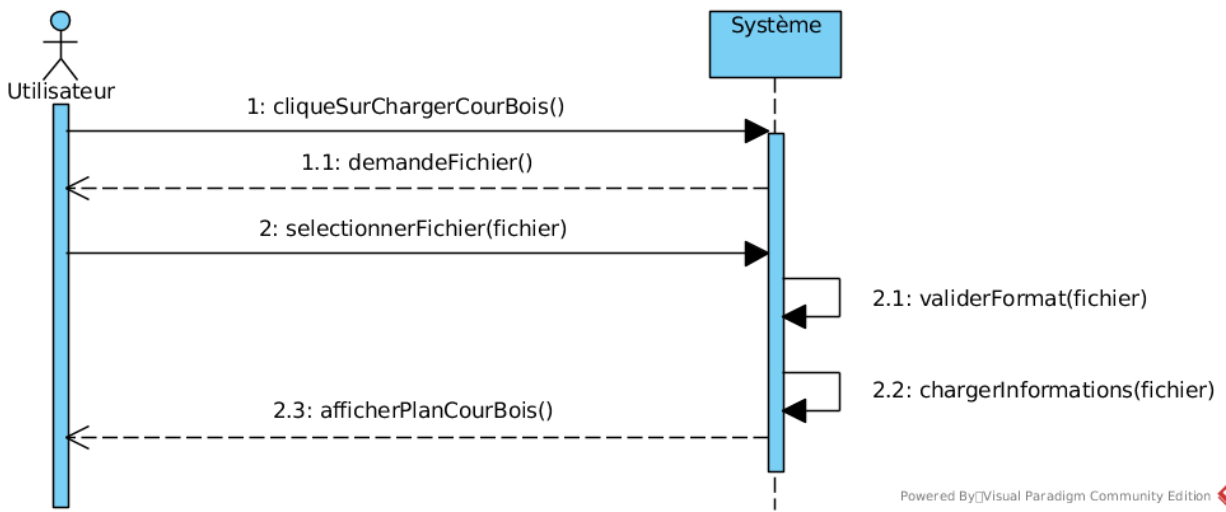 Système
Utilisateur
1: cliqueSurChargerCourBois()
1.1: demandeFichier()
2: selectionnerFichier(fichier)
2.1: validerFormat(fichier)
2.2: chargerInformations(fichier)
2.3: afficherPlanCourBois()
Powered By Visual Paradigm Community Edition